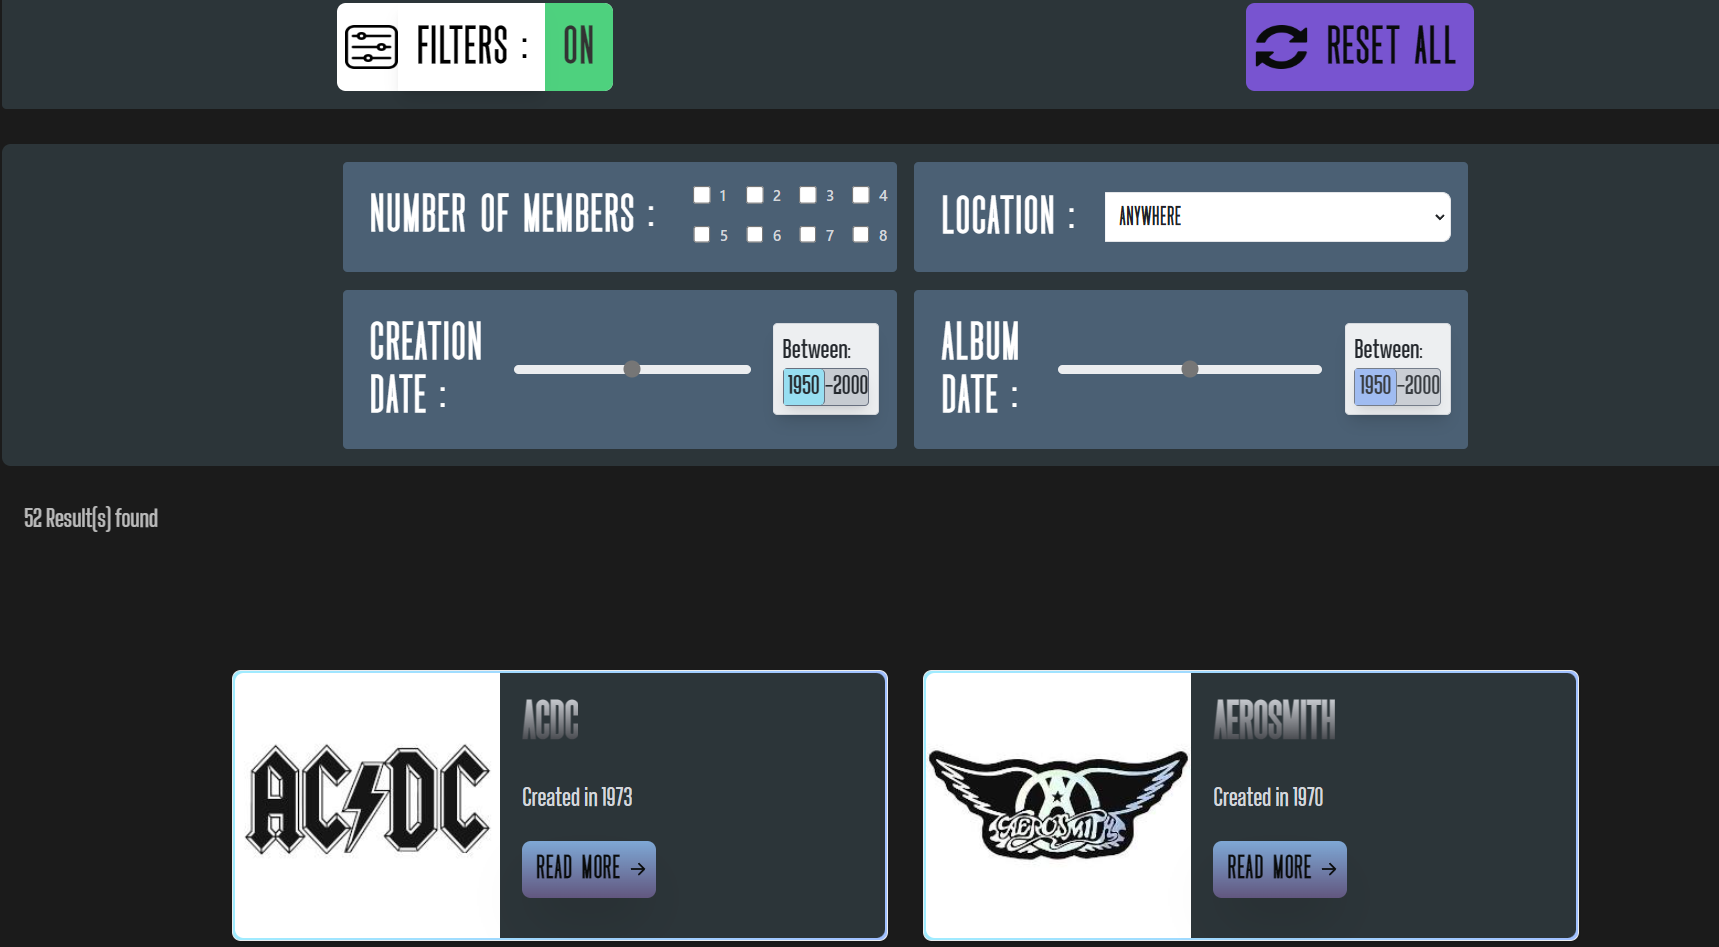 FILTERS : ON
RESET ALL
NUMBER OF MEMBERS :
1 2 3 4
5 6 7 8
LOCATION :
ANYWHERE
CREATION
DATE :
Between:
1950 -2000
ALBUM
DATE :
Between:
1950 -2000
52 Result(s) found
AC DC
ACDC
Created in 1973
READ MORE →
AEROSMITH
AEROSMITH
Created in 1970
READ MORE →